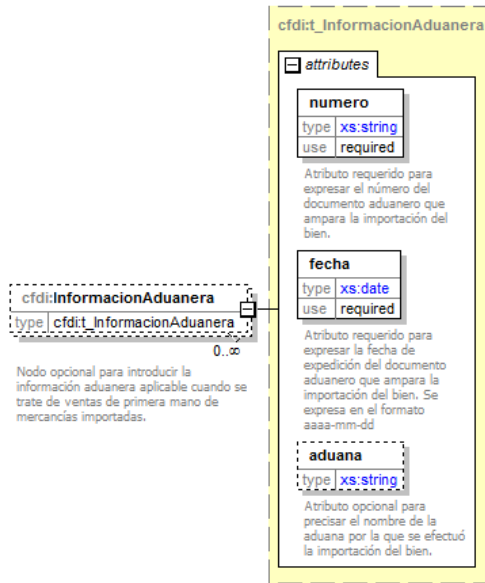 cfdi:t_InformacionAduanera
attributes
numero
type xs:string
use required
Atributo requerido para
expresar el número del
documento aduanero que
ampara la importación del
bien.
fecha
type xs:date
use required
Atributo requerido para
expresar la fecha de
expedición del documento
aduanero que ampara la
importación del bien. Se
expresa en el formato
aaaa-mm-dd
aduana
type xs:string
Atributo opcional para
precisar el nombre de la
aduana por la que se efectuó
la importación del bien.
cfdi:InformacionAduanera
type cfdi:t_InformacionAduanera
0..∞
Nodo opcional para introducir la
información aduanera aplicable cuando se
trate de ventas de primera mano de
mercancías importadas.